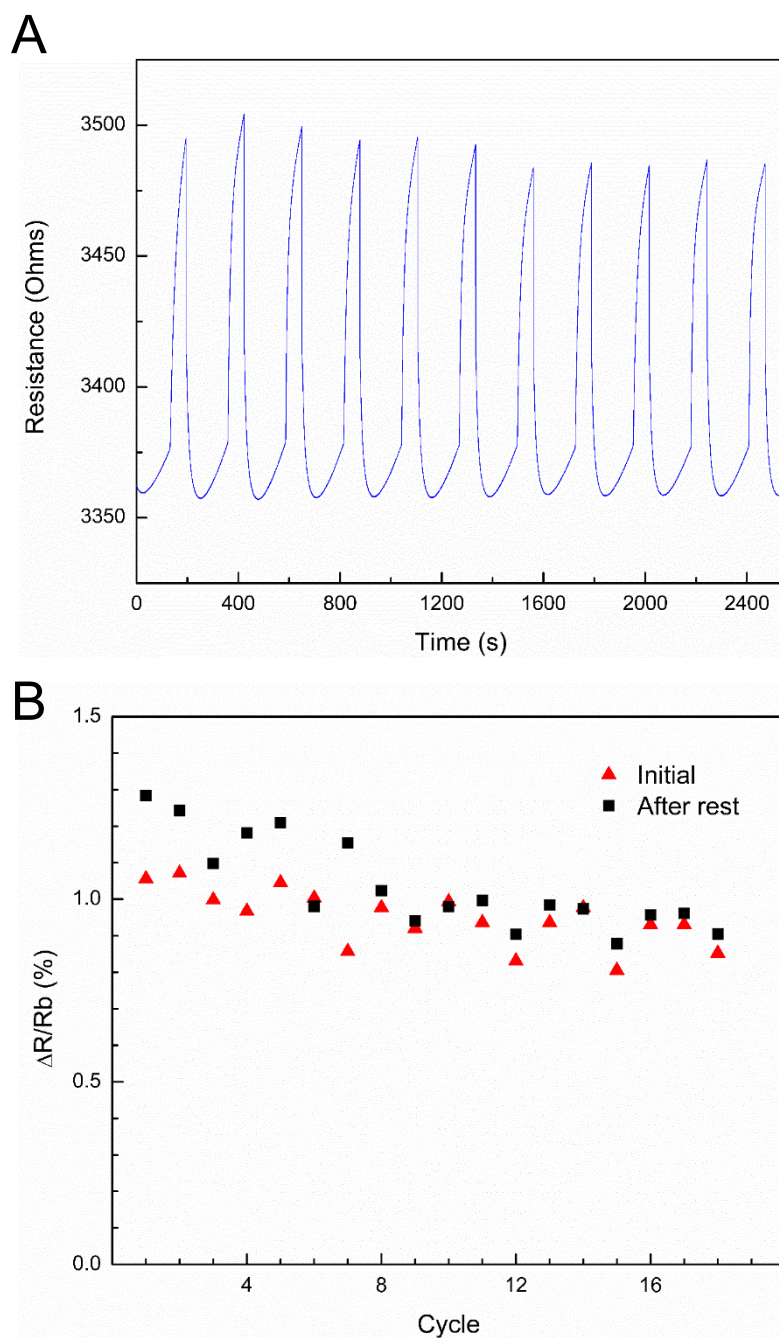 A
3500
3450
3400
3350
Resistance (Ohms)
0 400 800 1200 1600 2000 2400
Time (s)
B
1.5
1.0
0.5
0.0
ΔR/Rb (%)
Initial
After rest
4 8 12 16
Cycle